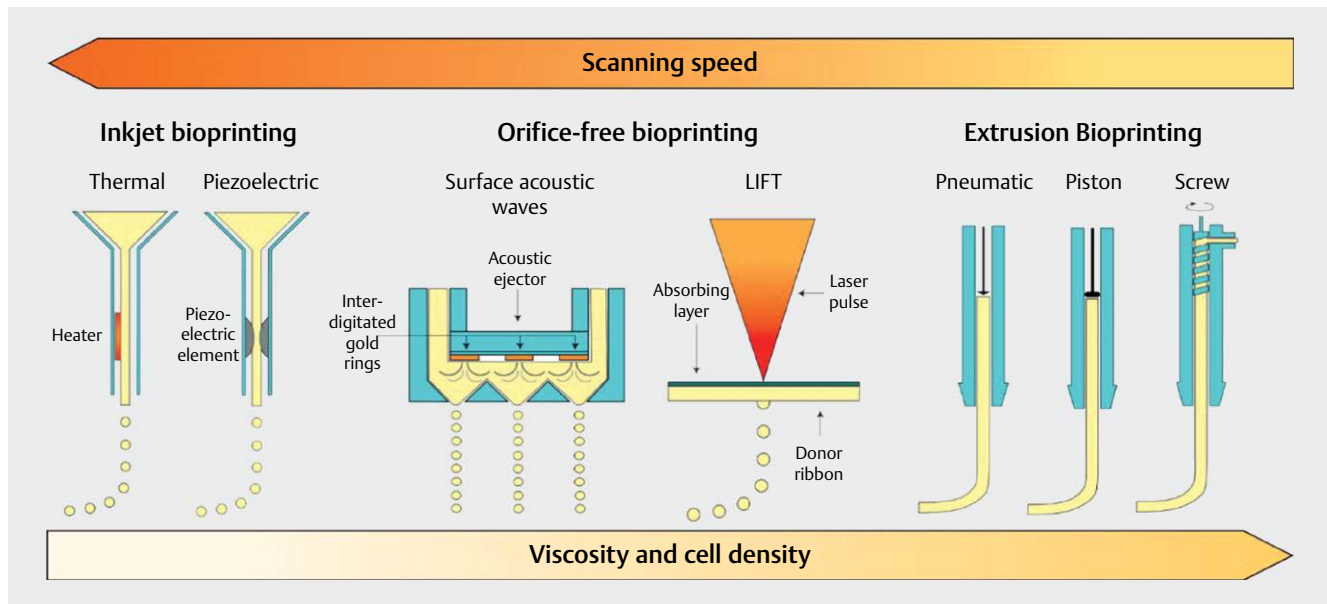 Scanning speed
Inkjet bioprinting
Orifice-free bioprinting
Extrusion Bioprinting
Thermal
Piezoelectric
Surface acoustic
waves
LIFT
Pneumatic
Piston
Screw
Heater
Piezo-
electric
element
Inter-
digitated
gold
rings
Acoustic
ejector
Absorbing
layer
Laser
pulse
Donor
ribbon
Viscosity and cell density